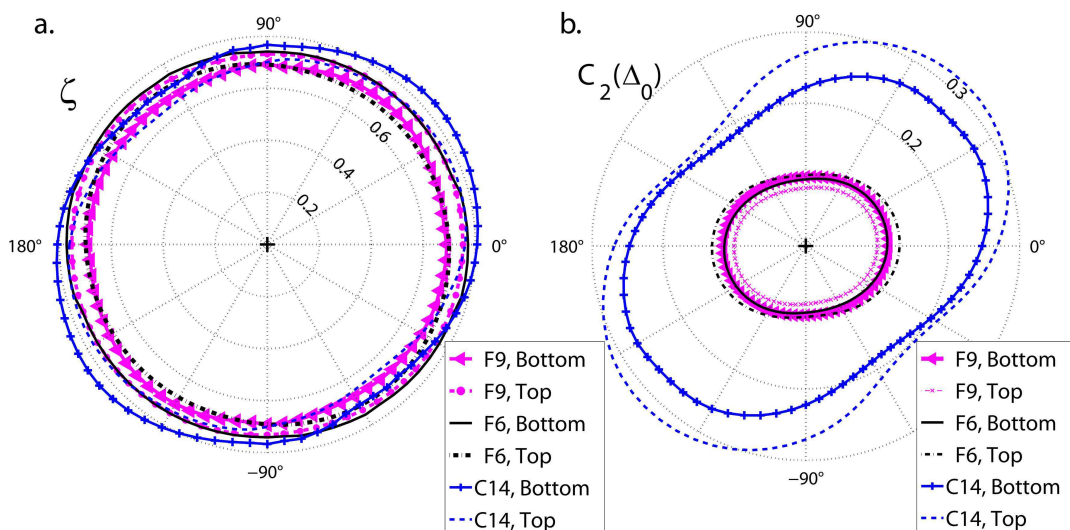 a.
ζ
90°
0.6
0.4
0.2
180°
0°
−90°
F9, Bottom
F9, Top
F6, Bottom
F6, Top
C14, Bottom
C14, Top
b.
C₂(Δ₀)
90°
0.3
0.2
180°
0°
−90°
F9, Bottom
F9, Top
F6, Bottom
F6, Top
C14, Bottom
C14, Top